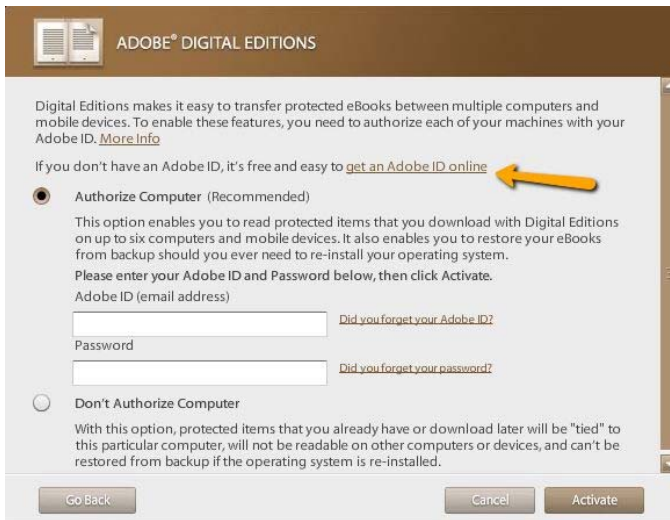 ADOBE® DIGITAL EDITIONS
Digital Editions makes it easy to transfer protected eBooks between multiple computers and
mobile devices. To enable these features, you need to authorize each of your machines with your
Adobe ID. More Info
If you don't have an Adobe ID, it's free and easy to get an Adobe ID online
Authorize Computer (Recommended)
This option enables you to read protected items that you download with Digital Editions
on up to six computers and mobile devices. It also enables you to restore your eBooks
from backup should you ever need to re-install your operating system.
Please enter your Adobe ID and Password below, then click Activate.
Adobe ID (email address)
Did you forget your Adobe ID?
Password
Did you forget your password?
Don't Authorize Computer
With this option, protected items that you already have or download later will be "tied" to
this particular computer, will not be readable on other computers or devices, and can't be
restored from backup if the operating system is re-installed.
Go Back Cancel Activate